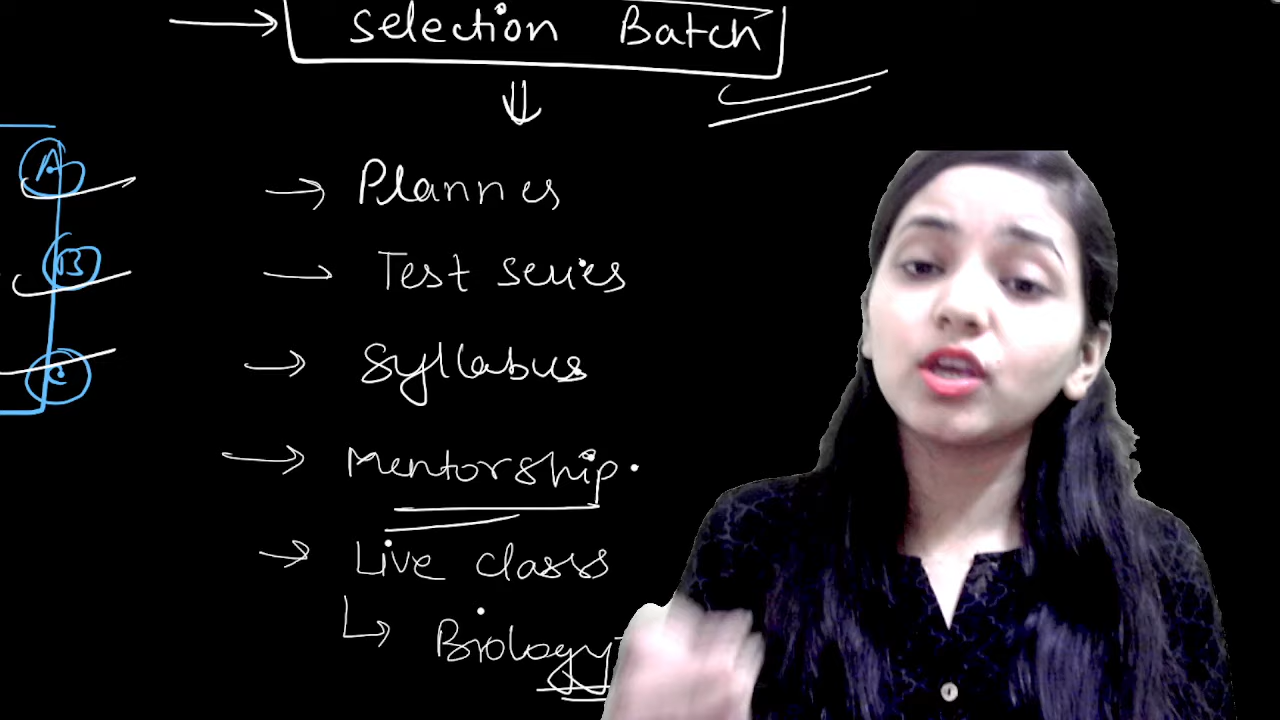 Selection Batch
A
Planner
B
Test series
Syllabus
C
Mentorship.
Live class
Biology